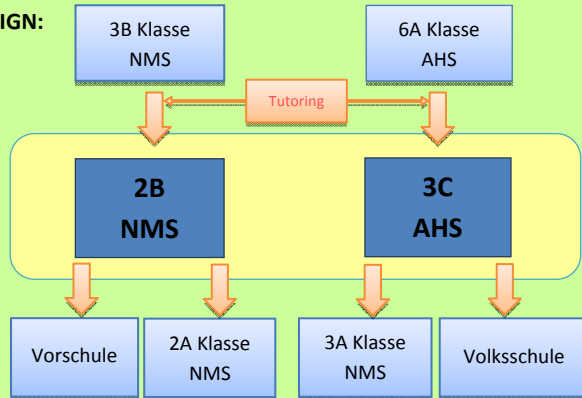 IGN:
3B Klasse
NMS
6A Klasse
AHS
Tutoring
2B
NMS
3C
AHS
Vorschule
2A Klasse
NMS
3A Klasse
NMS
Volksschule